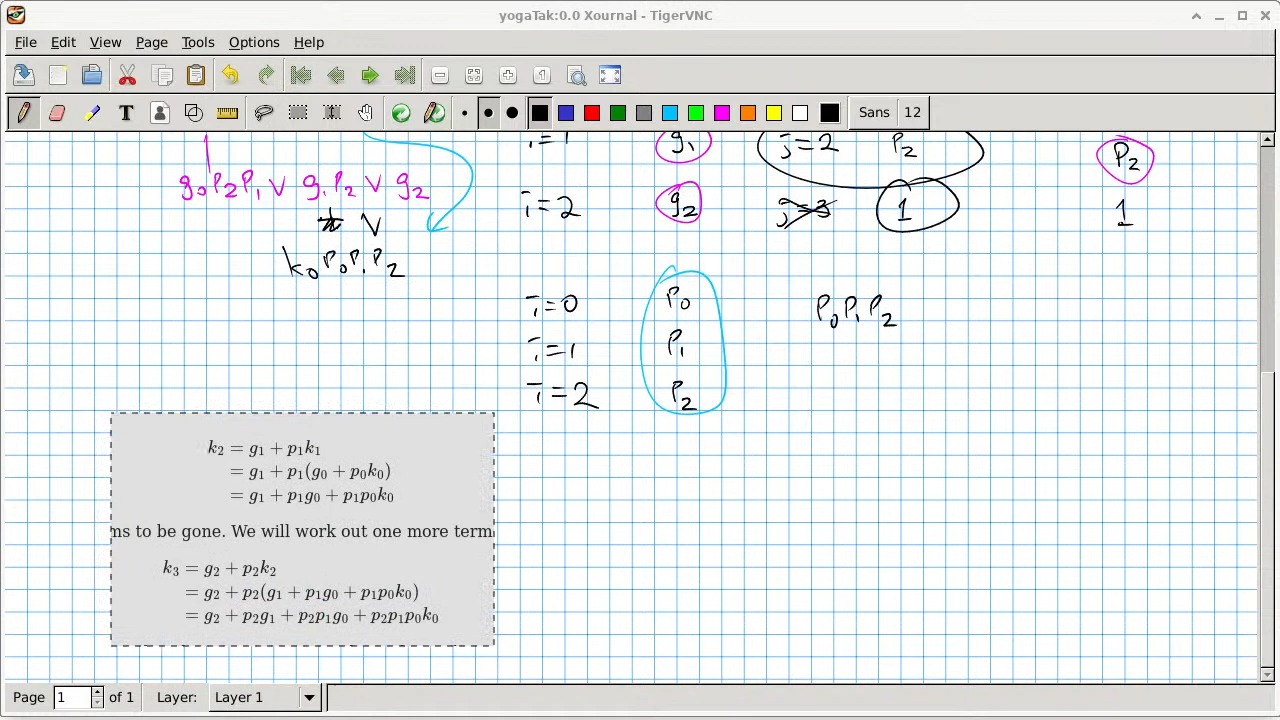 yogaTak:0.0 Xournal - TigerVNC
File Edit View Page Tools Options Help
Sans 12
i=1 g₁ j=2 P₂ P₂
g₀P₂P₁ ∨ g₁P₂ ∨ g₂
i=2 g₂ j=3 1 1
∨
k₀P₀P₁P₂
i=0 P₀ P₀P₁P₂
i=1 P₁
i=2 P₂
k₂ = g₁ + p₁k₁
= g₁ + p₁(g₀ + p₀k₀)
= g₁ + p₁g₀ + p₁p₀k₀
ns to be gone. We will work out one more term
k₃ = g₂ + p₂k₂
= g₂ + p₂(g₁ + p₁g₀ + p₁p₀k₀)
= g₂ + p₂g₁ + p₂p₁g₀ + p₂p₁p₀k₀
Page 1 of 1 Layer: Layer 1